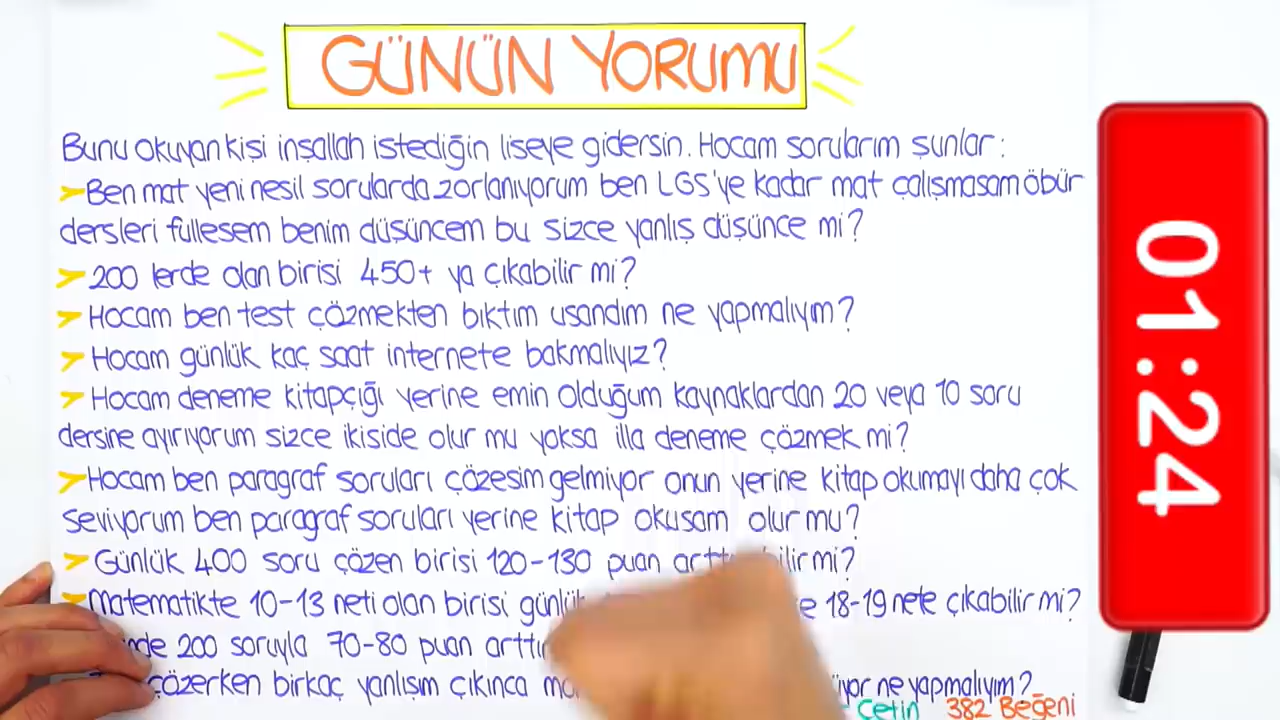 GÜNÜN YORUMU
Bunu okuyan kişi inşallah istediğin liseye gidersin. Hocam sorularım şunlar:
➤Ben mat yeni nesil sorularda zorlanıyorum ben LGS'ye kadar mat çalışmasam öbür
dersleri füllesem benim düşüncem bu sizce yanlış düşünce mi?
➤200 lerde olan birisi 450+ ya çıkabilir mi?
➤Hocam ben test çözmekten bıktım usandım ne yapmalıyım?
➤Hocam günlük kaç saat internete bakmalıyız?
➤Hocam deneme kitapçığı yerine emin olduğum kaynaklardan 20 veya 10 soru
dersine ayırıyorum sizce ikiside olur mu yoksa illa deneme çözmek mi?
➤Hocam ben paragraf soruları çözesim gelmiyor onun yerine kitap okumayı daha çok
seviyorum ben paragraf soruları yerine kitap okusam olur mu?
➤Günlük 400 soru çözen birisi 120-130 puan mi?
➤Matematikte 10-13 neti olan birisi 18-19 nete çıkabilir mi?
200 soruyla 70-80 puan
çözerken birkaç yanlışım çıkınca ne yapmalıyım?
Çetin 382 Beğeni
01:24